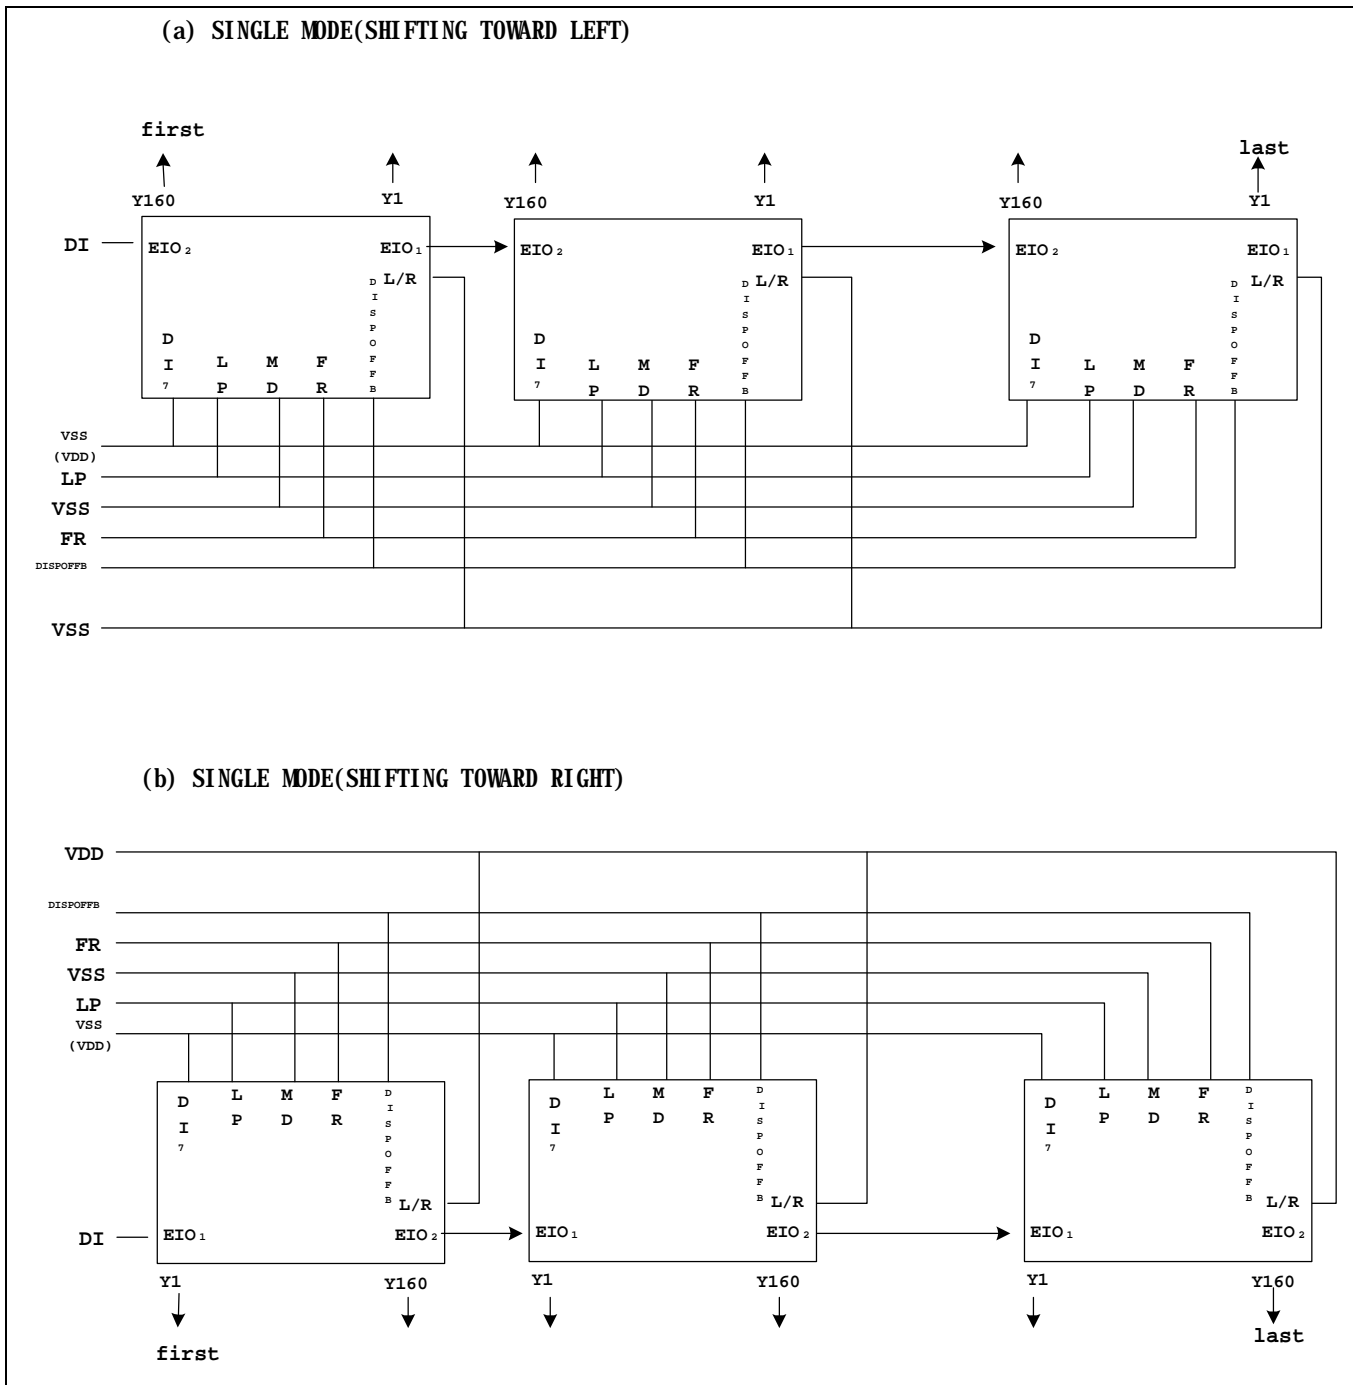 (a) SINGLE MODE(SHIFTING TOWARD LEFT)
first
last
Y160 Y1 Y160 Y1 Y160 Y1
DI EIO2 EIO1 EIO2 EIO1 EIO2 EIO1
L/R L/R L/R
DI7 LP MD FR DISPOFFB
DI7 LP MD FR DISPOFFB
DI7 LP MD FR DISPOFFB
VSS
(VDD)
LP
VSS
FR
DISPOFFB
VSS
(b) SINGLE MODE(SHIFTING TOWARD RIGHT)
VDD
DISPOFFB
FR
VSS
LP
VSS
(VDD)
DI7 LP MD FR DISPOFFB
DI7 LP MD FR DISPOFFB
DI7 LP MD FR DISPOFFB
L/R L/R L/R
DI EIO1 EIO2 EIO1 EIO2 EIO1 EIO2
Y1 Y160 Y1 Y160 Y1 Y160
first
last